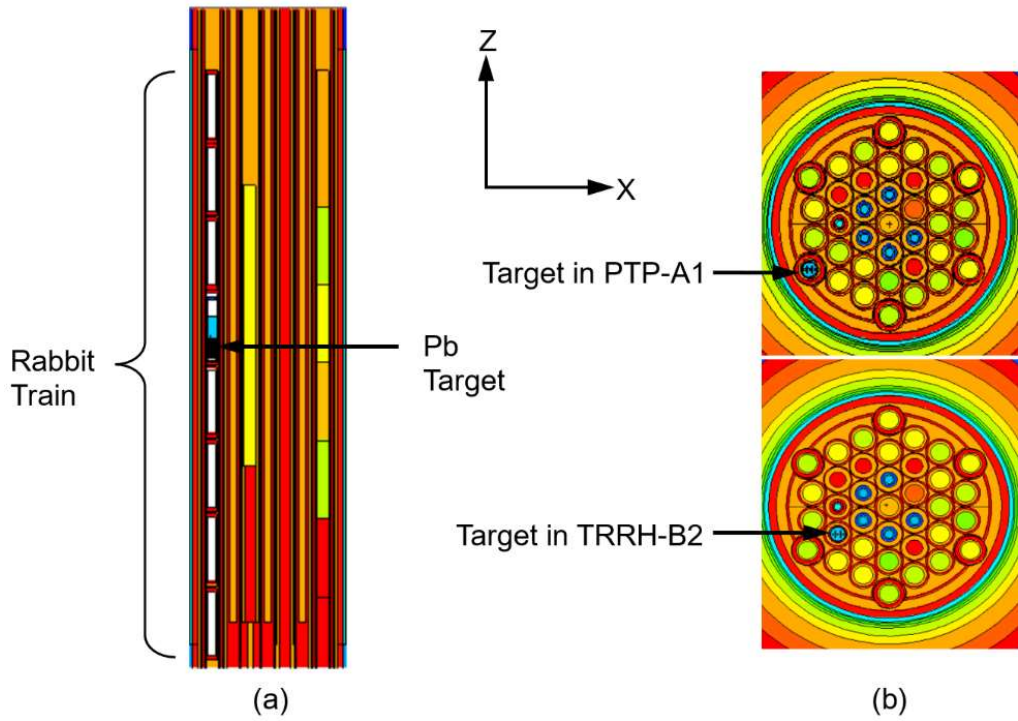 Z
X
Target in PTP-A1
Rabbit
Train
Pb
Target
Target in TRRH-B2
(a)
(b)